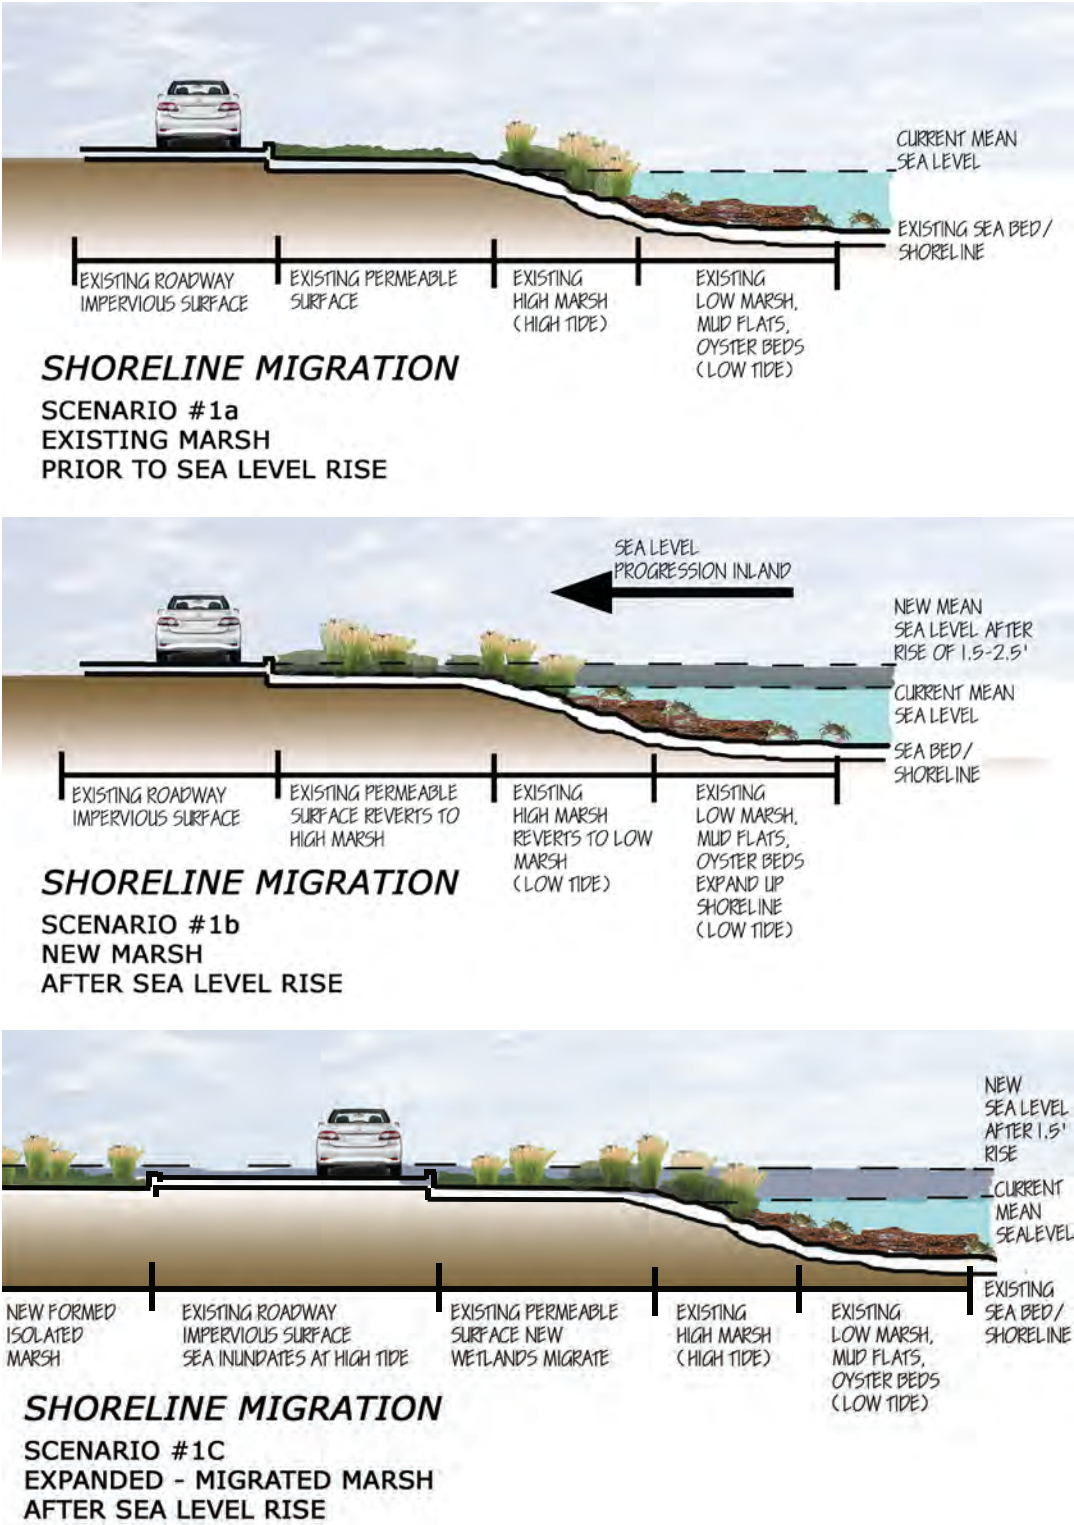 CURRENT MEAN
SEA LEVEL
EXISTING SEA BED/
SHORELINE
EXISTING ROADWAY
IMPERVIOUS SURFACE
EXISTING PERMEABLE
SURFACE
EXISTING
HIGH MARSH
(HIGH TIDE)
EXISTING
LOW MARSH,
MUD FLATS,
OYSTER BEDS
(LOW TIDE)
SHORELINE MIGRATION
SCENARIO #1a
EXISTING MARSH
PRIOR TO SEA LEVEL RISE
SEA LEVEL
PROGRESSION INLAND
NEW MEAN
SEA LEVEL AFTER
RISE OF 1.5-2.5'
CURRENT MEAN
SEA LEVEL
SEA BED/
SHORELINE
EXISTING ROADWAY
IMPERVIOUS SURFACE
EXISTING PERMEABLE
SURFACE REVERTS TO
HIGH MARSH
EXISTING
HIGH MARSH
REVERTS TO LOW
MARSH
(LOW TIDE)
EXISTING
LOW MARSH,
MUD FLATS,
OYSTER BEDS
EXPAND UP
SHORELINE
(LOW TIDE)
SHORELINE MIGRATION
SCENARIO #1b
NEW MARSH
AFTER SEA LEVEL RISE
NEW
SEA LEVEL
AFTER 1.5'
RISE
CURRENT
MEAN
SEALEVEL
EXISTING
SEA BED/
SHORELINE
NEW FORMED
ISOLATED
MARSH
EXISTING ROADWAY
IMPERVIOUS SURFACE
SEA INUNDATES AT HIGH TIDE
EXISTING PERMEABLE
SURFACE NEW
WETLANDS MIGRATE
EXISTING
HIGH MARSH
(HIGH TIDE)
EXISTING
LOW MARSH,
MUD FLATS,
OYSTER BEDS
(LOW TIDE)
SHORELINE MIGRATION
SCENARIO #1C
EXPANDED - MIGRATED MARSH
AFTER SEA LEVEL RISE